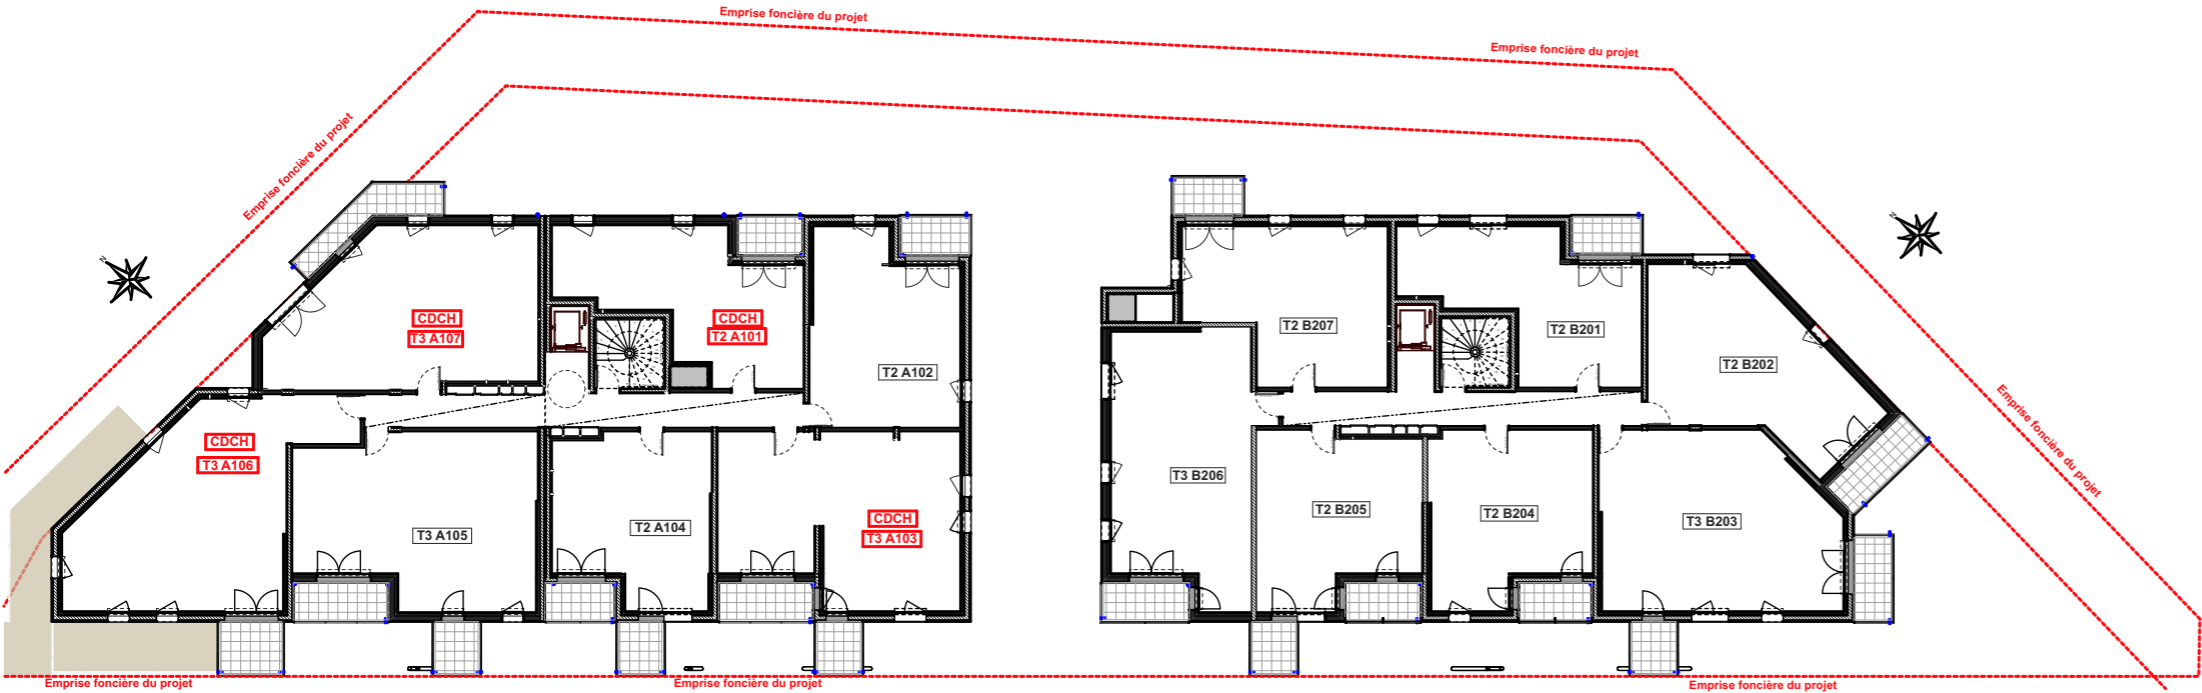 Emprise foncière du projet
Emprise foncière du projet
Emprise foncière du projet
N
N
CDCH
T3 A107
CDCH
T2 A101
T2 A102
T2 B207
T2 B201
T2 B202
CDCH
T3 A106
T3 A105
T2 A104
CDCH
T3 A103
T3 B206
T2 B205
T2 B204
T3 B203
Emprise foncière du projet
Emprise foncière du projet
Emprise foncière du projet
Emprise foncière du projet